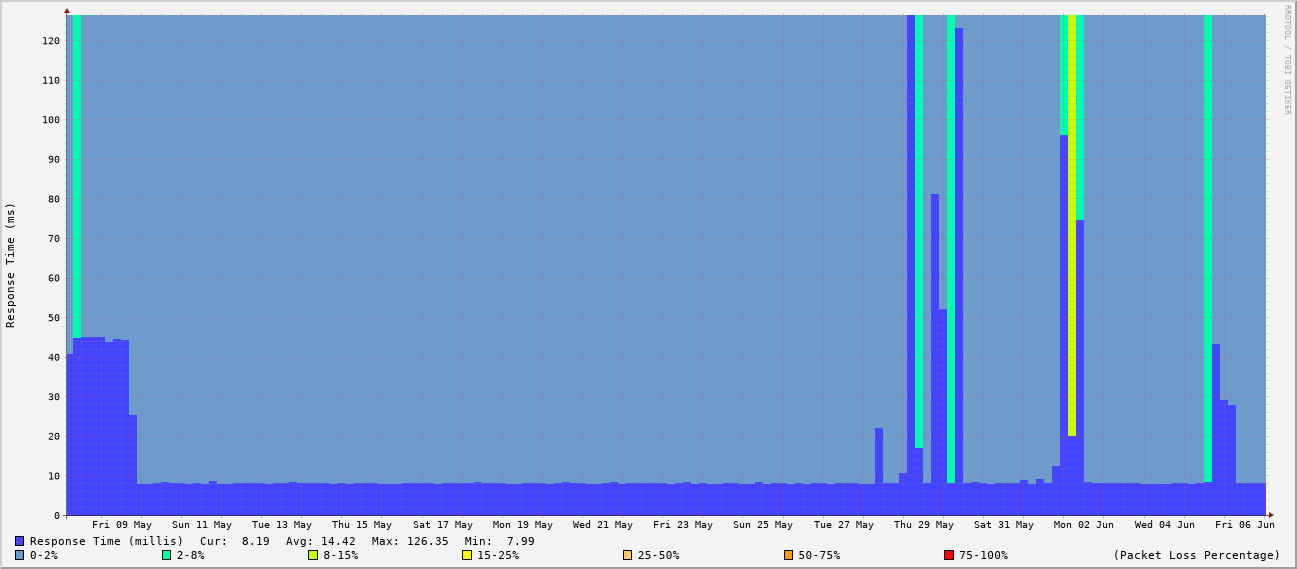 RRDTOOL / TOBI OETIKER
Response Time (ms)
120
110
100
90
80
70
60
50
40
30
20
10
0
Fri 09 May Sun 11 May Tue 13 May Thu 15 May Sat 17 May Mon 19 May Wed 21 May Fri 23 May Sun 25 May Tue 27 May Thu 29 May Sat 31 May Mon 02 Jun Wed 04 Jun Fri 06 Jun
Response Time (millis) Cur: 8.19 Avg: 14.42 Max: 126.35 Min: 7.99
0-2% 2-8% 8-15% 15-25% 25-50% 50-75% 75-100% (Packet Loss Percentage)